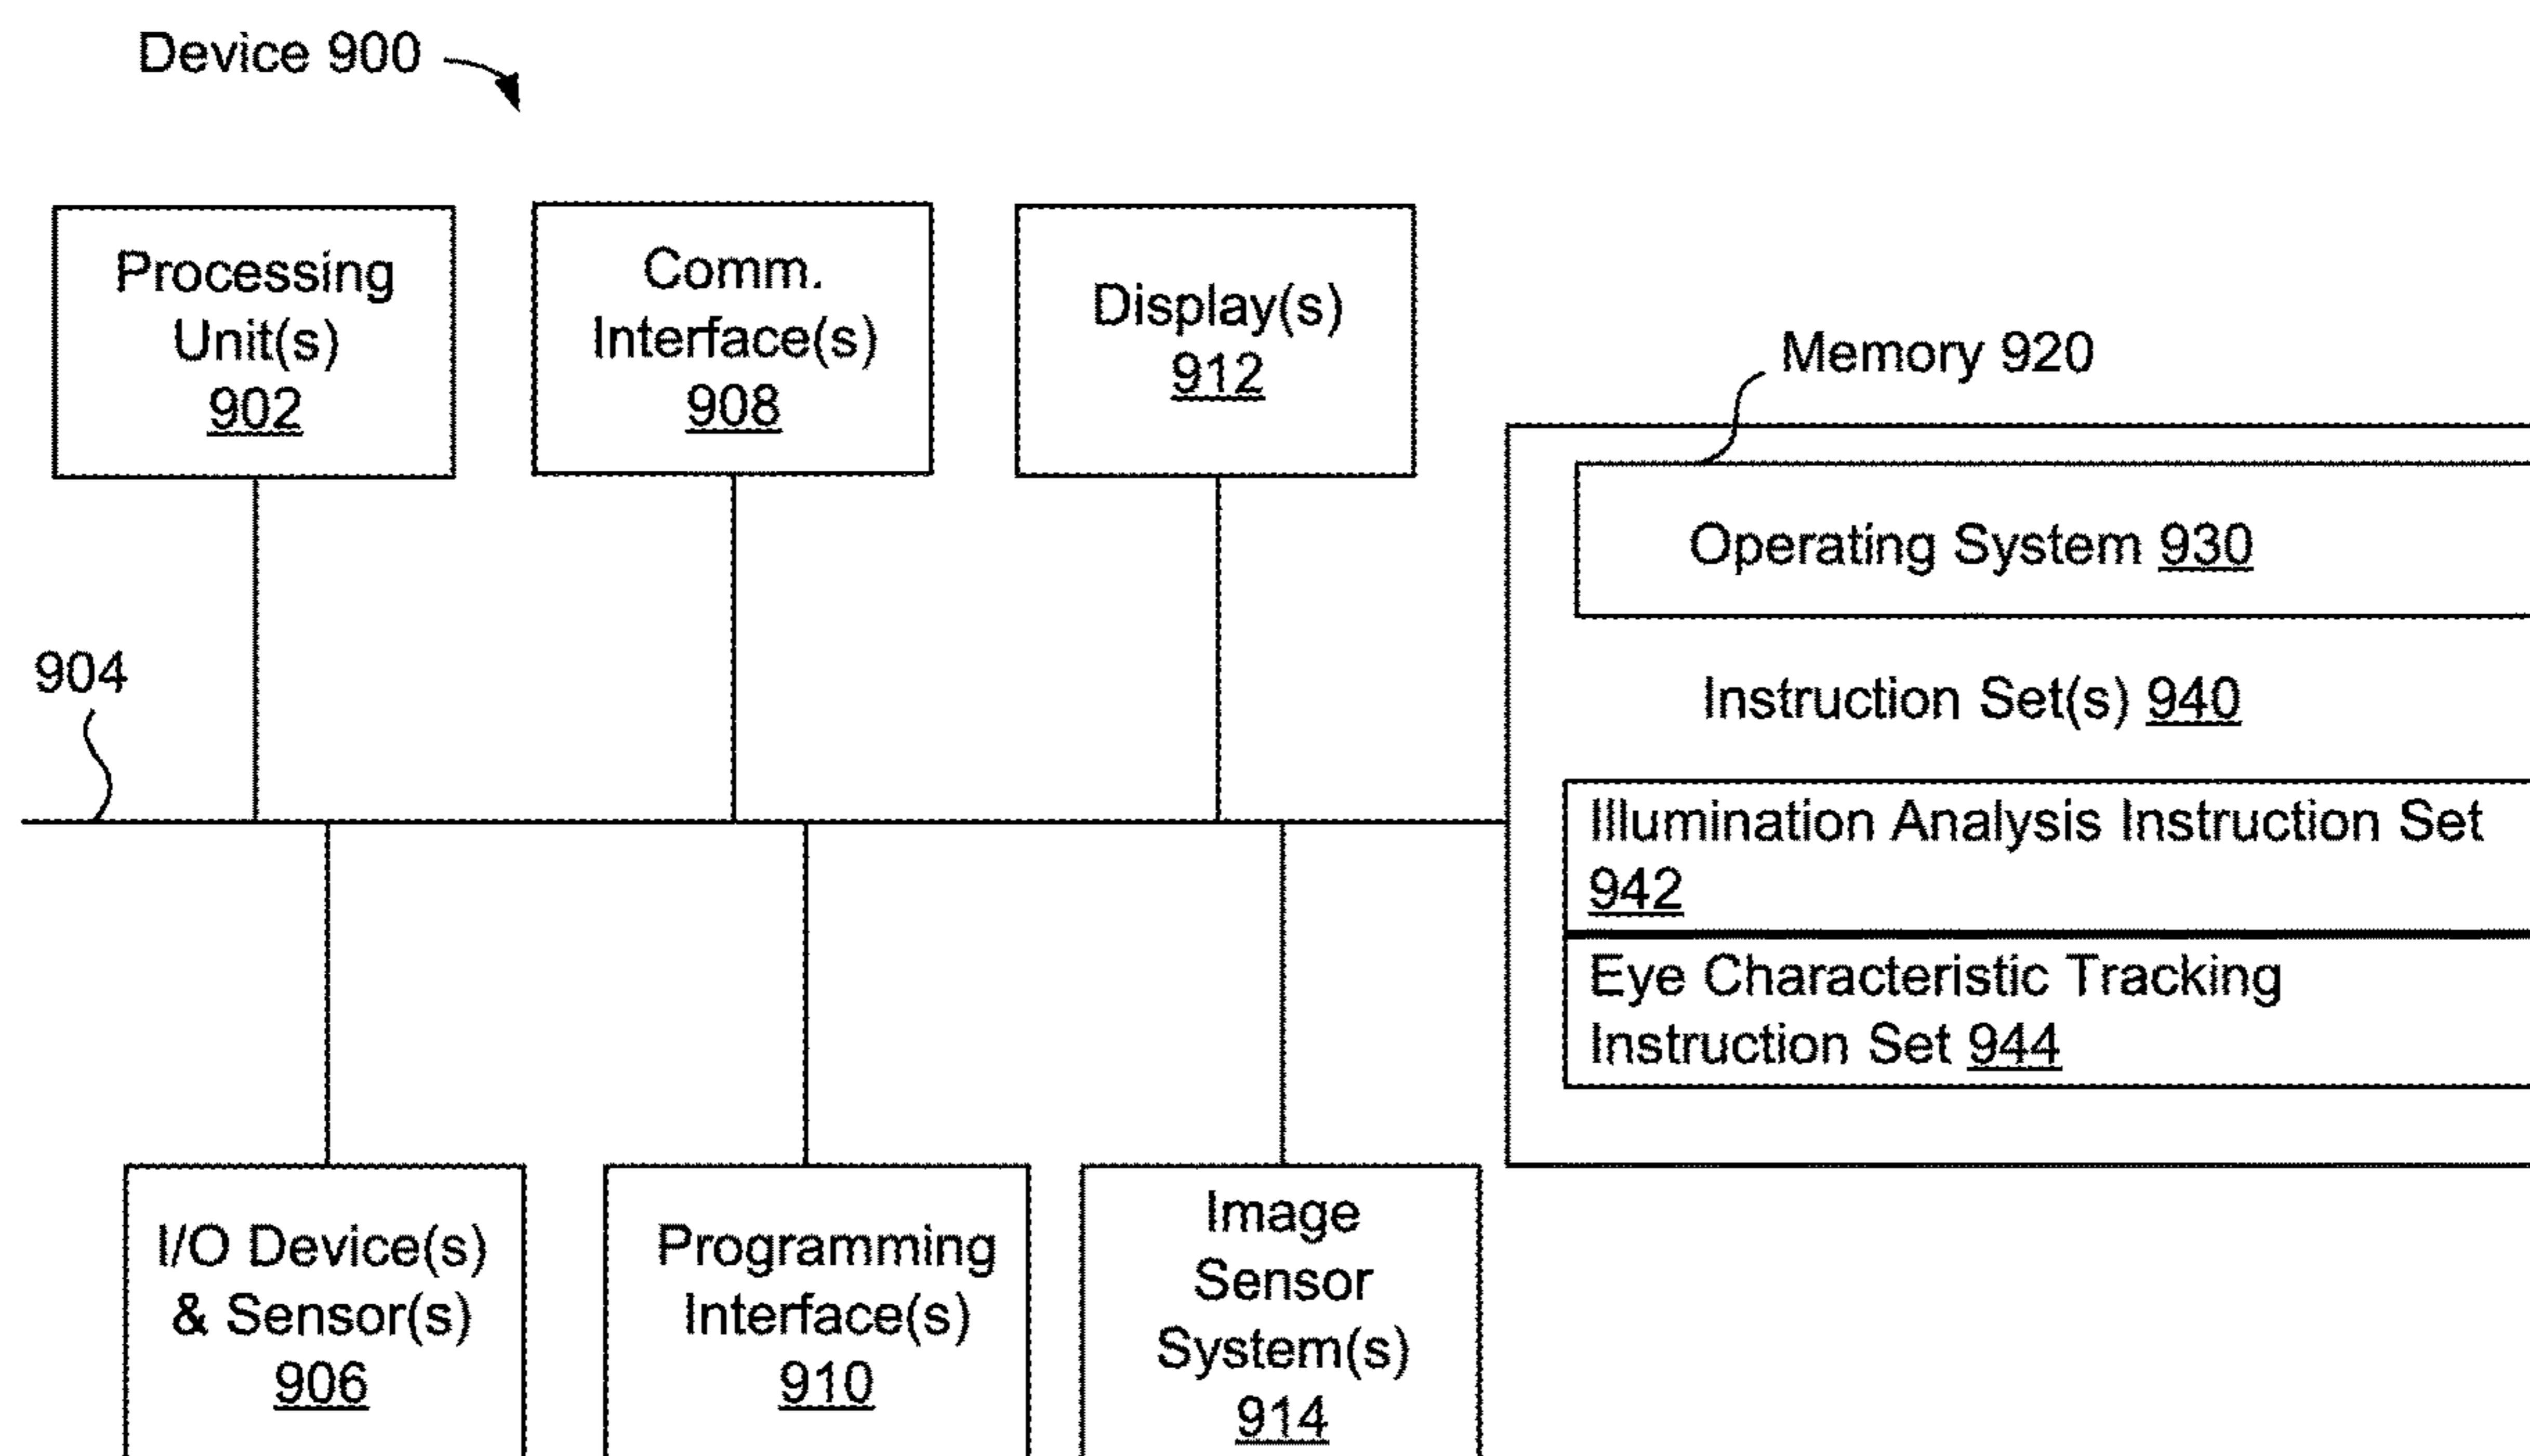 Device 900
Processing
Unit(s)
902
Comm.
Interface(s)
908
Display(s)
912
Memory 920
Operating System 930
Instruction Set(s) 940
Illumination Analysis Instruction Set
942
Eye Characteristic Tracking
Instruction Set 944
904
I/O Device(s)
& Sensor(s)
906
Programming
Interface(s)
910
Image
Sensor
System(s)
914